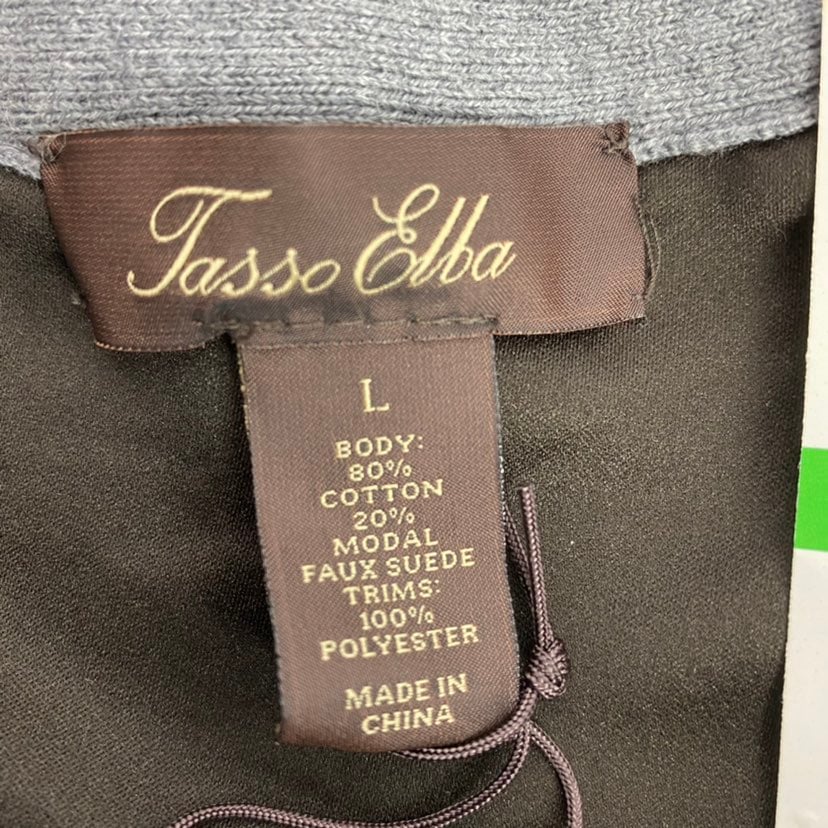 Tasso Elba
L
BODY:
80%
COTTON
20%
MODAL
FAUX SUEDE
TRIMS:
100%
POLYESTER
MADE IN
CHINA